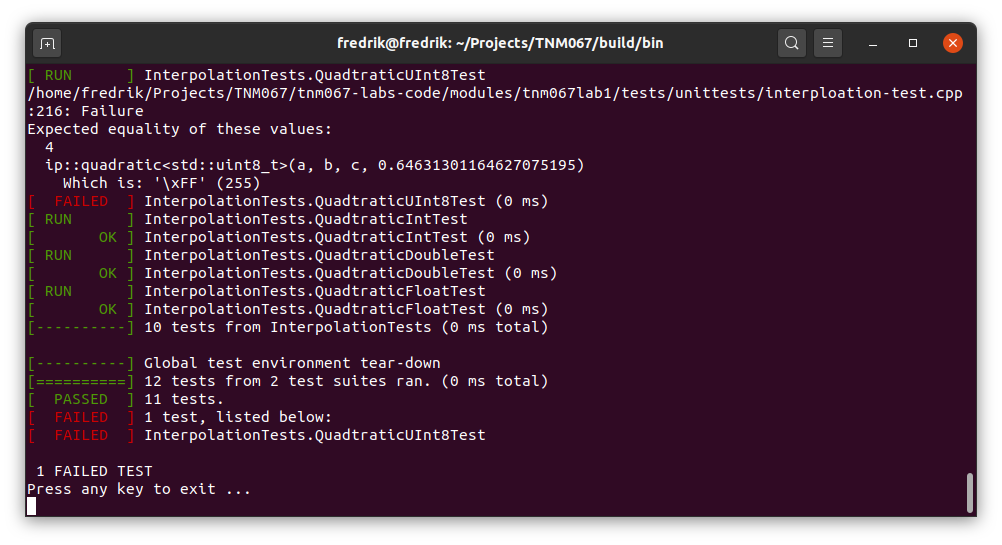 fredrik@fredrik: ~/Projects/TNM067/build/bin
[ RUN      ] InterpolationTests.QuadtraticUInt8Test
/home/fredrik/Projects/TNM067/tnm067-labs-code/modules/tnm067lab1/tests/unittests/interploation-test.cpp
:216: Failure
Expected equality of these values:
  4
  ip::quadratic<std::uint8_t>(a, b, c, 0.64631301164627075195)
    Which is: '\xFF' (255)
[  FAILED  ] InterpolationTests.QuadtraticUInt8Test (0 ms)
[ RUN      ] InterpolationTests.QuadtraticIntTest
[       OK ] InterpolationTests.QuadtraticIntTest (0 ms)
[ RUN      ] InterpolationTests.QuadtraticDoubleTest
[       OK ] InterpolationTests.QuadtraticDoubleTest (0 ms)
[ RUN      ] InterpolationTests.QuadtraticFloatTest
[       OK ] InterpolationTests.QuadtraticFloatTest (0 ms)
[----------] 10 tests from InterpolationTests (0 ms total)

[----------] Global test environment tear-down
[==========] 12 tests from 2 test suites ran. (0 ms total)
[  PASSED  ] 11 tests.
[  FAILED  ] 1 test, listed below:
[  FAILED  ] InterpolationTests.QuadtraticUInt8Test

 1 FAILED TEST
Press any key to exit ...